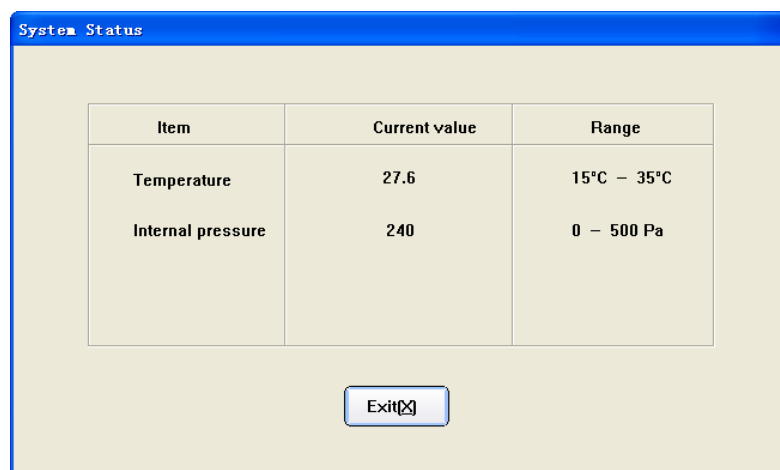 System Status
Item Current value Range
Temperature 27.6 15°C – 35°C
Internal pressure 240 0 – 500 Pa
Exit(X)